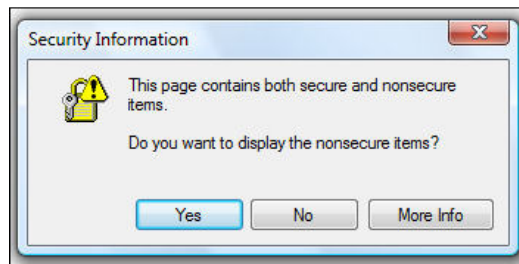 Security Information
This page contains both secure and nonsecure
items.
Do you want to display the nonsecure items?
Yes No More Info